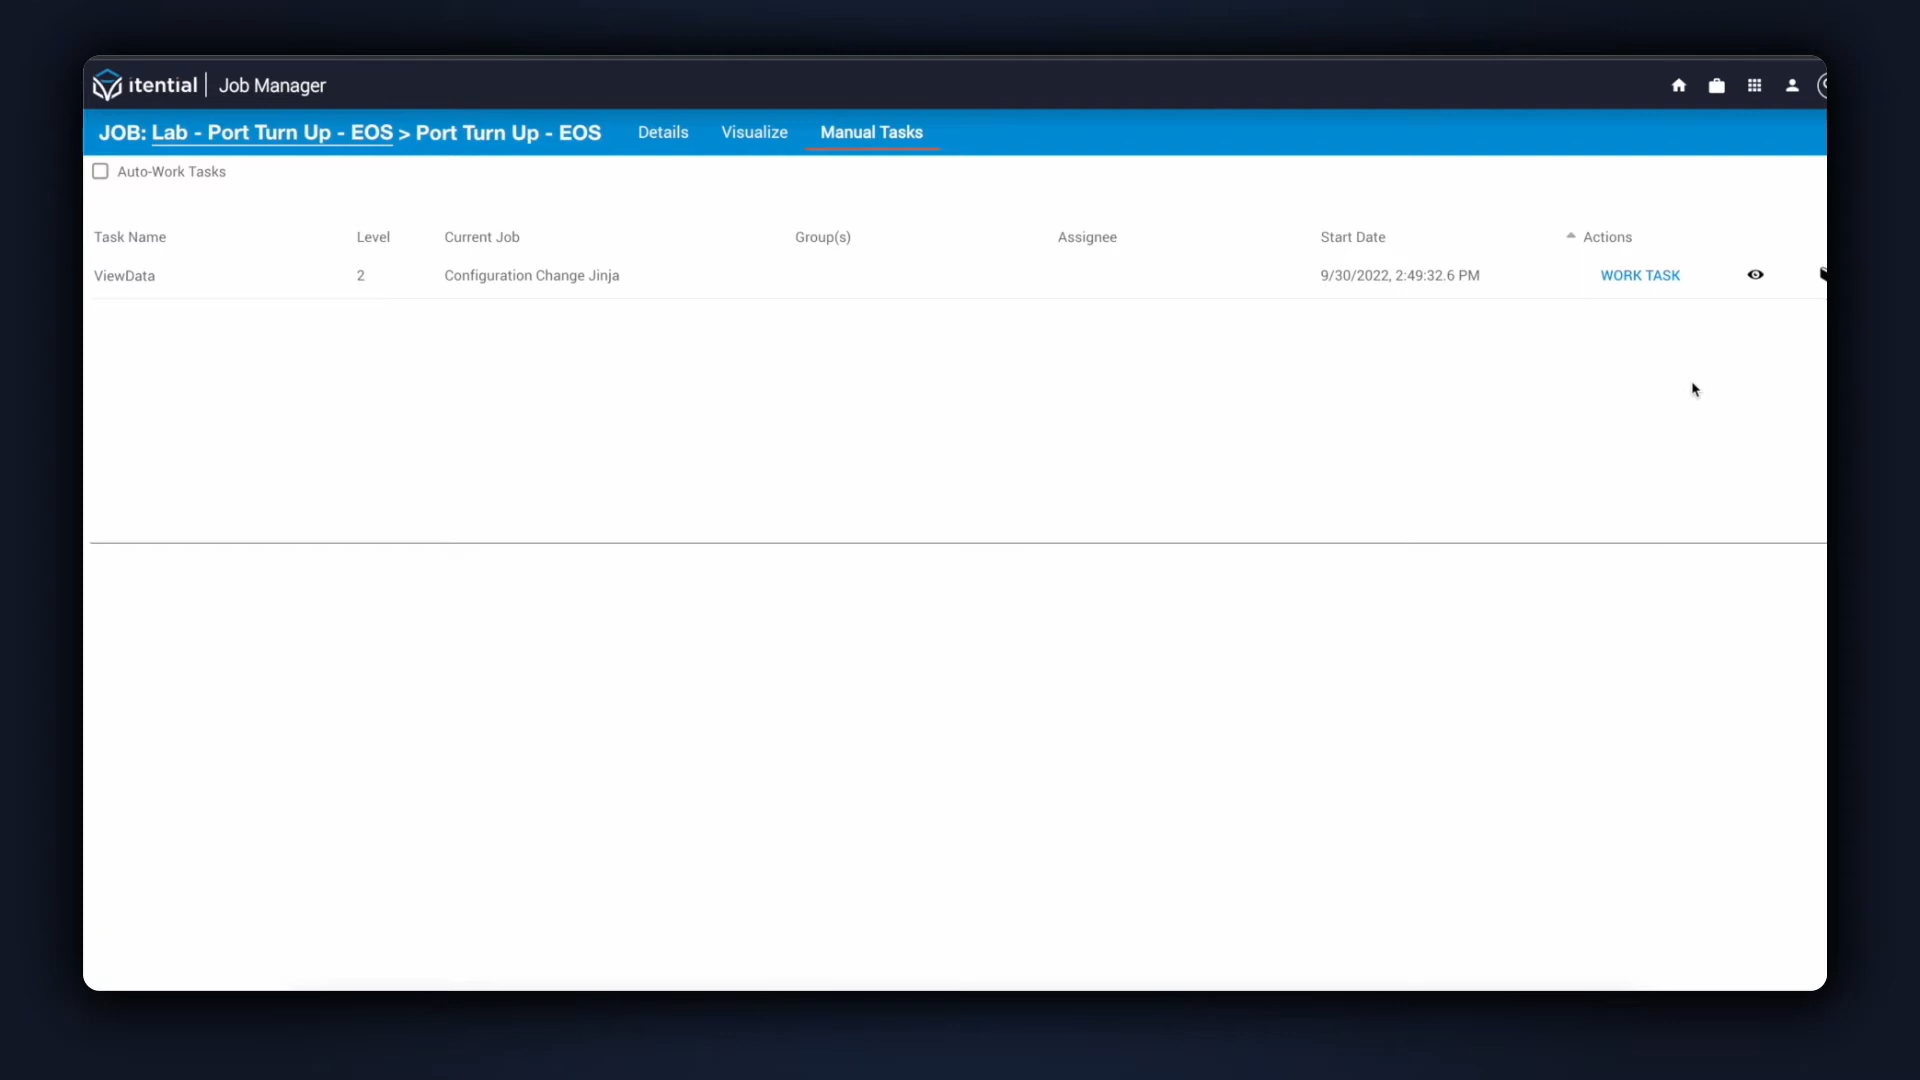 itential | Job Manager
JOB: Lab - Port Turn Up - EOS > Port Turn Up - EOS Details Visualize Manual Tasks
Auto-Work Tasks
Task Name Level Current Job Group(s) Assignee Start Date Actions
ViewData 2 Configuration Change Jinja 9/30/2022, 2:49:32.6 PM WORK TASK